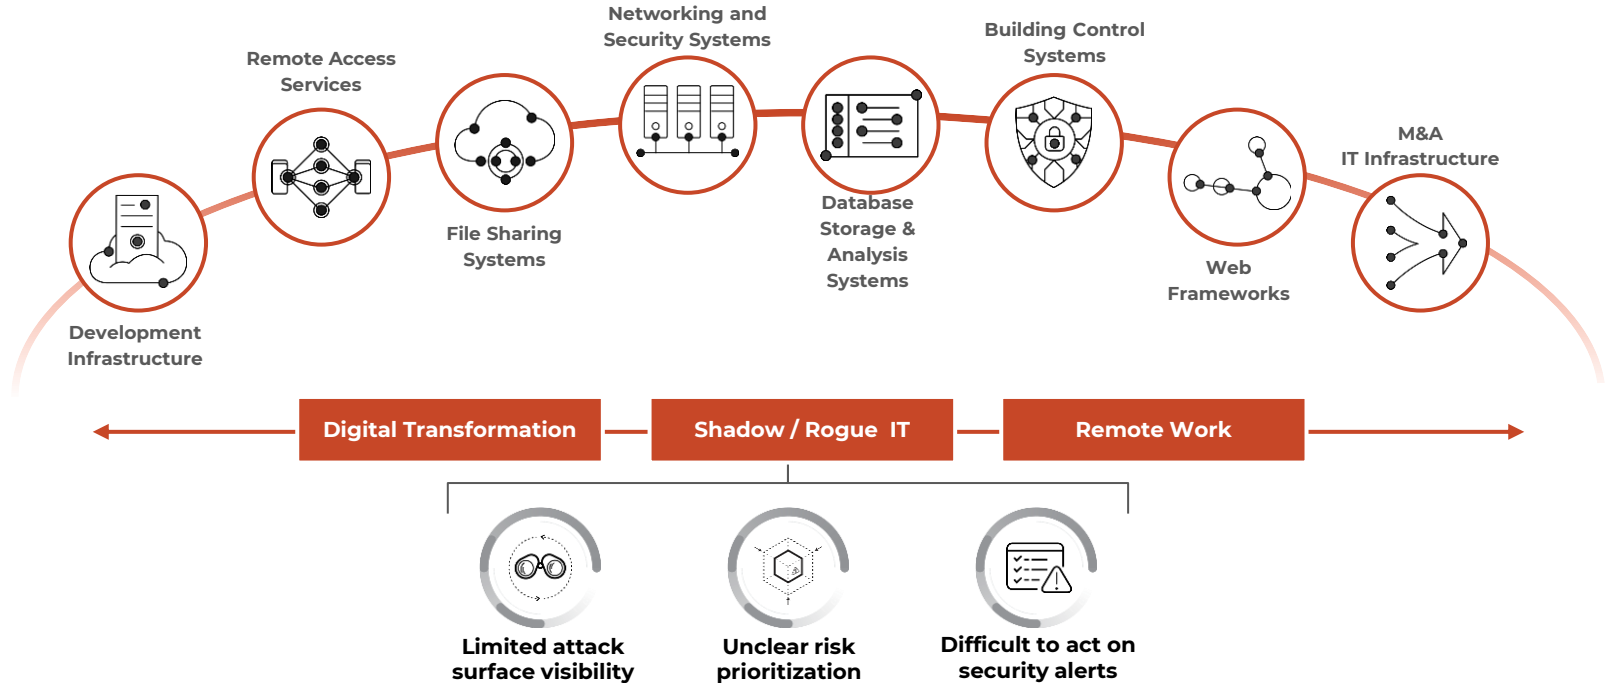 Networking and
Security Systems
Building Control
Systems
Remote Access
Services
M&A
IT Infrastructure
File Sharing
Systems
Database
Storage &
Analysis
Systems
Web
Frameworks
Development
Infrastructure
Digital Transformation
Shadow / Rogue IT
Remote Work
Limited attack
surface visibility
Unclear risk
prioritization
Difficult to act on
security alerts